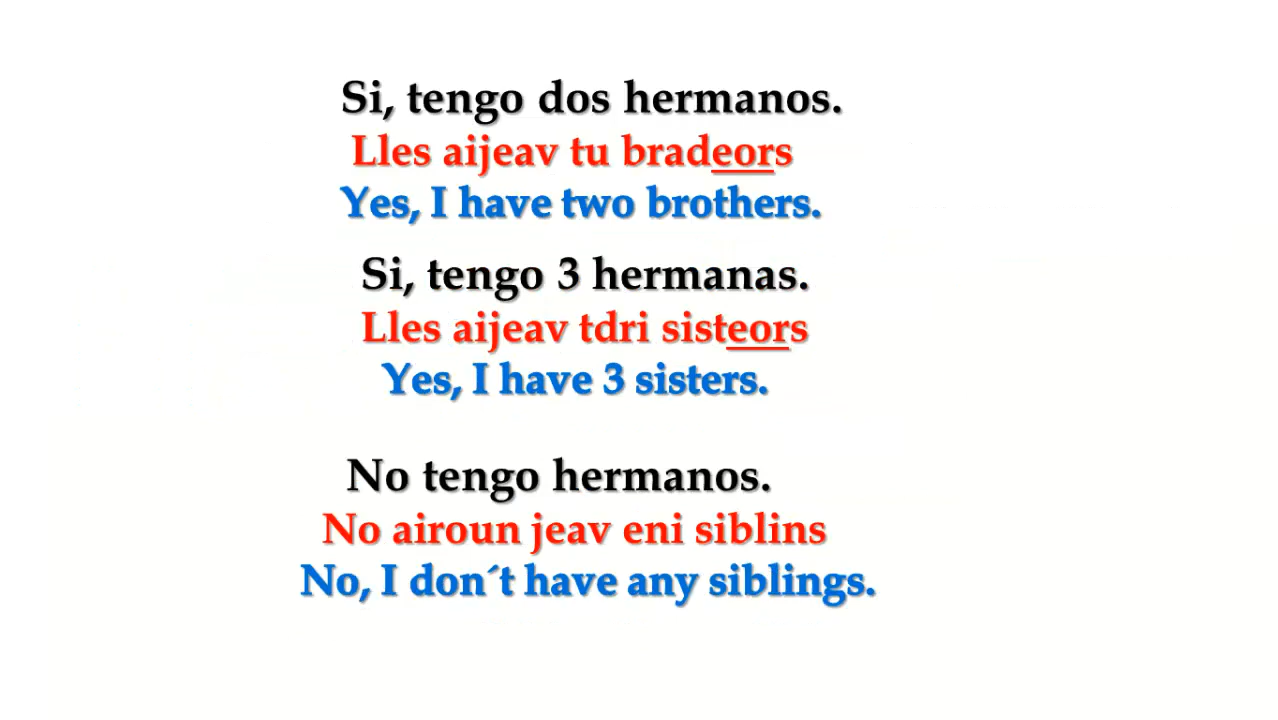 Si, tengo dos hermanos.
Lles aijeav tu bradeors
Yes, I have two brothers.
Si, tengo 3 hermanas.
Lles aijeav tdri sisteors
Yes, I have 3 sisters.
No tengo hermanos.
No airoun jeav eni siblins
No, I don´t have any siblings.